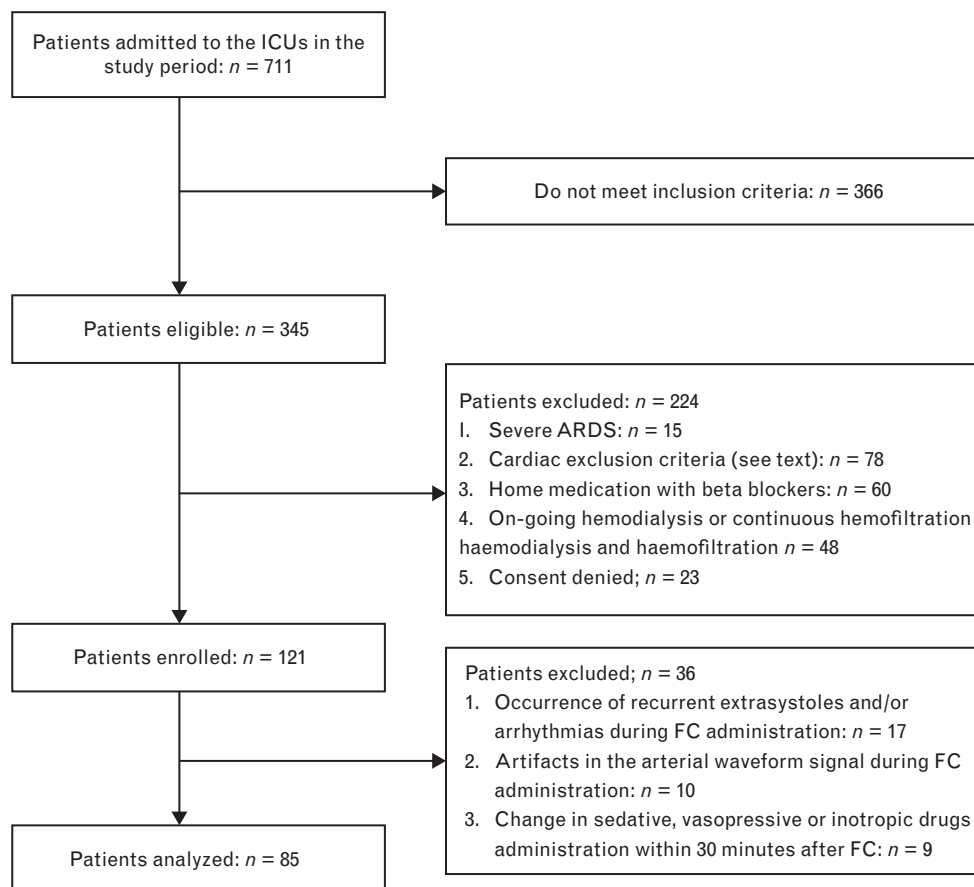 Patients admitted to the ICUs in the
study period: n = 711
Do not meet inclusion criteria: n = 366
Patients eligible: n = 345
Patients excluded: n = 224
I. Severe ARDS: n = 15
2. Cardiac exclusion criteria (see text): n = 78
3. Home medication with beta blockers: n = 60
4. On-going hemodialysis or continuous hemofiltration
haemodialysis and haemofiltration n = 48
5. Consent denied; n = 23
Patients enrolled: n = 121
Patients excluded; n = 36
1. Occurrence of recurrent extrasystoles and/or
arrhythmias during FC administration: n = 17
2. Artifacts in the arterial waveform signal during FC
administration: n = 10
3. Change in sedative, vasopressive or inotropic drugs
administration within 30 minutes after FC: n = 9
Patients analyzed: n = 85